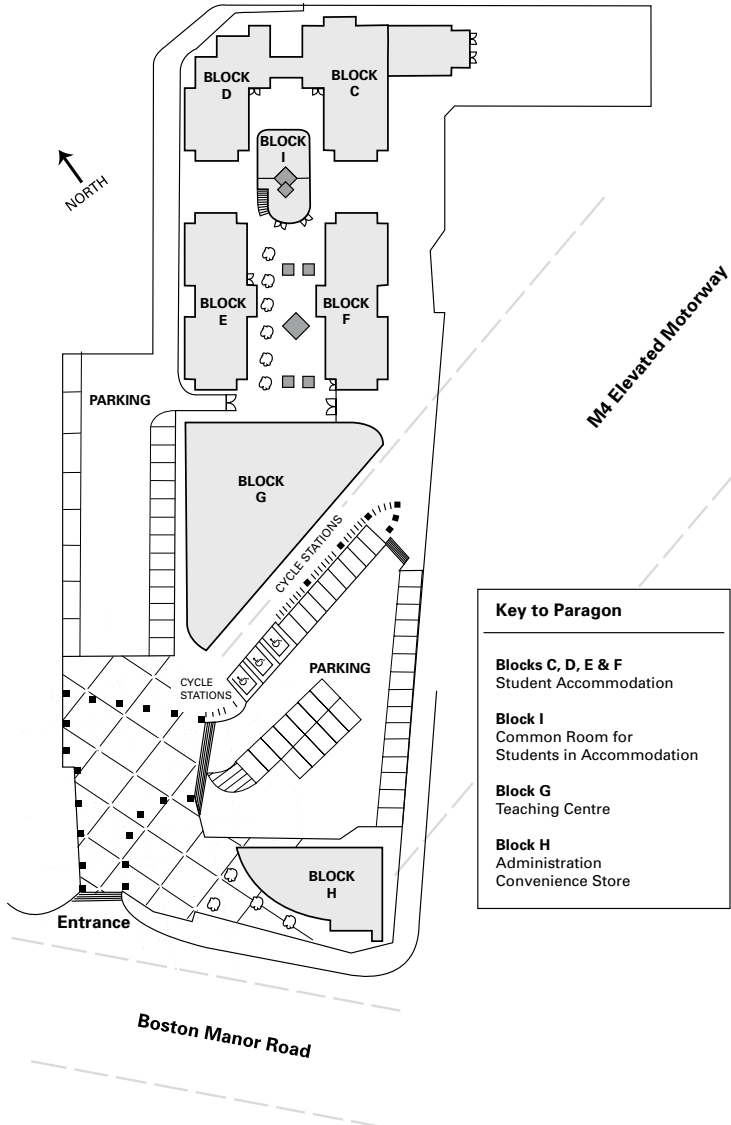 BLOCK
D
BLOCK
C
BLOCK
I
NORTH
BLOCK
E
BLOCK
F
M4 Elevated Motorway
PARKING
BLOCK
G
CYCLE STATIONS
PARKING
CYCLE
STATIONS
BLOCK
H
Entrance
Boston Manor Road
Key to Paragon
Blocks C, D, E & F
Student Accommodation
Block I
Common Room for
Students in Accommodation
Block G
Teaching Centre
Block H
Administration
Convenience Store